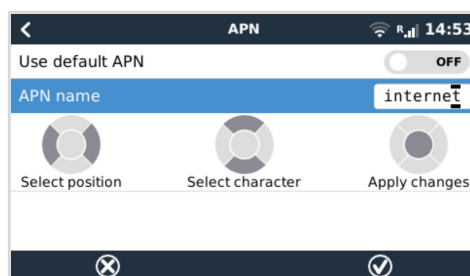 APN R 14:53
Use default APN OFF
APN name internet
Select position Select character Apply changes